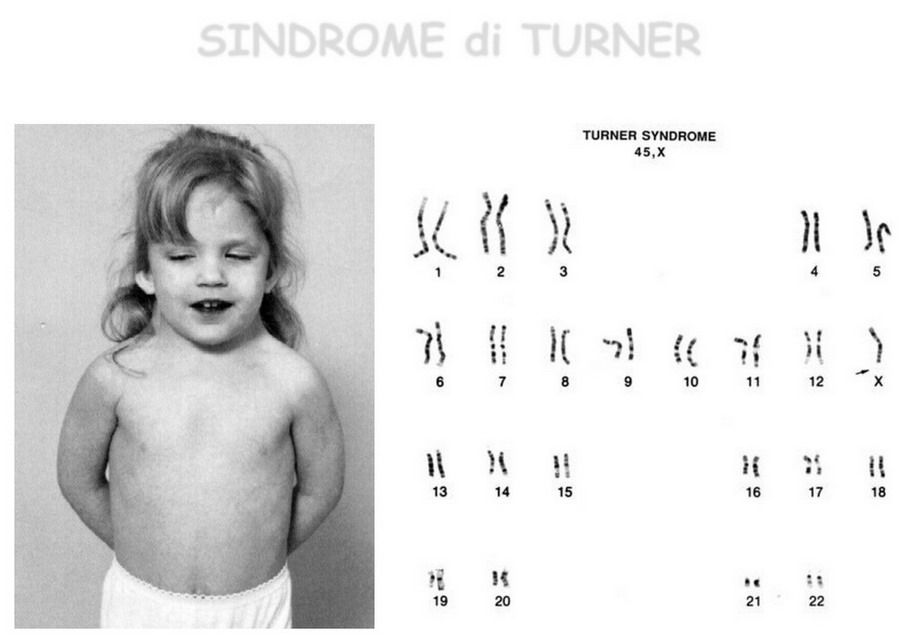 SINDROME di TURNER
TURNER SYNDROME
45,X
1 2 3 4 5
6 7 8 9 10 11 12 X
13 14 15 16 17 18
19 20 21 22